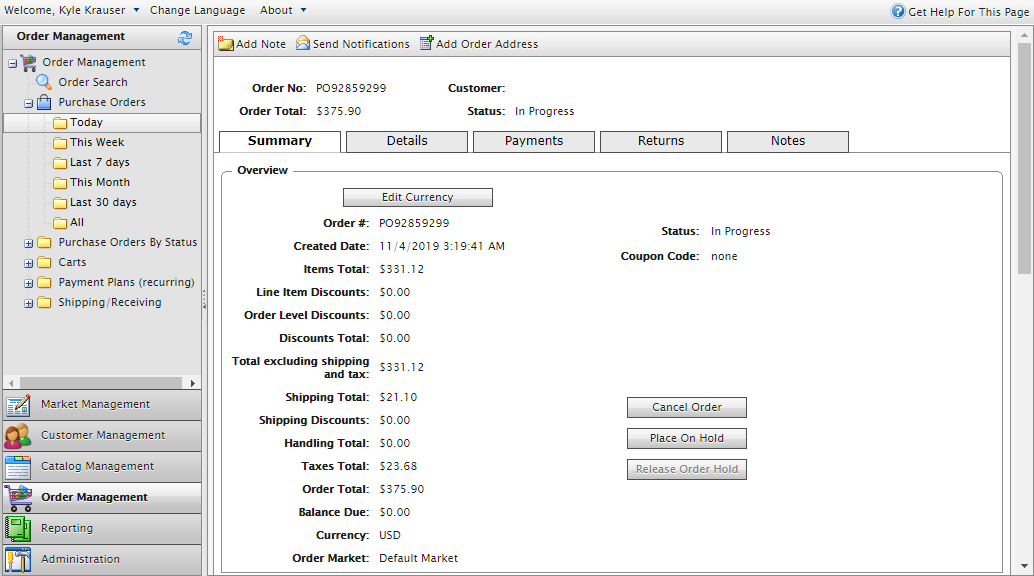 Welcome, Kyle Krauser Change Language About Get Help For This Page
Order Management
Order Management
Order Search
Purchase Orders
Today
This Week
Last 7 days
This Month
Last 30 days
All
Purchase Orders By Status
Carts
Payment Plans (recurring)
Shipping/Receiving
Market Management
Customer Management
Catalog Management
Order Management
Reporting
Administration
Add Note Send Notifications Add Order Address
Order No: PO92859299 Customer:
Order Total: $375.90 Status: In Progress
Summary Details Payments Returns Notes
Overview
Edit Currency
Order #: PO92859299
Created Date: 11/4/2019 3:19:41 AM
Items Total: $331.12
Line Item Discounts: $0.00
Order Level Discounts: $0.00
Discounts Total: $0.00
Total excluding shipping
and tax: $331.12
Shipping Total: $21.10
Shipping Discounts: $0.00
Handling Total: $0.00
Taxes Total: $23.68
Order Total: $375.90
Balance Due: $0.00
Currency: USD
Order Market: Default Market
Status: In Progress
Coupon Code: none
Cancel Order
Place On Hold
Release Order Hold